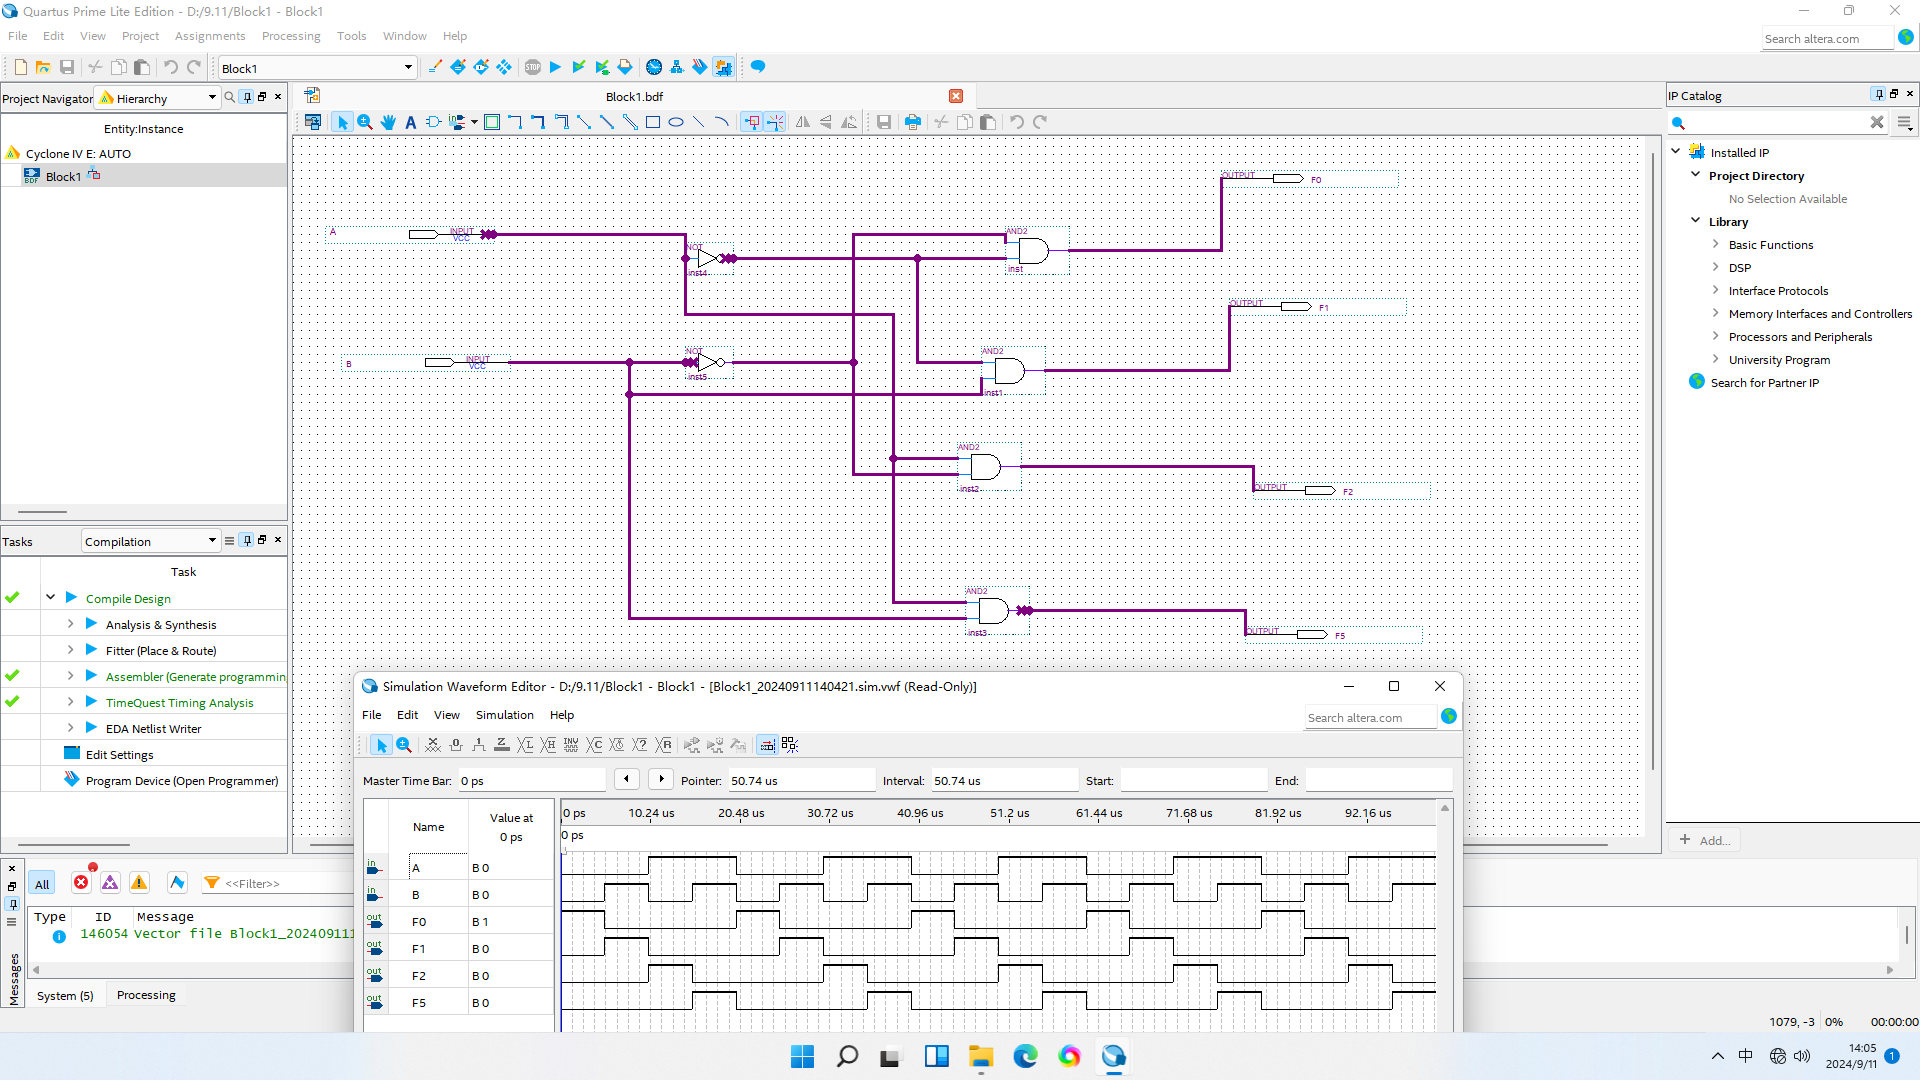 Quartus Prime Lite Edition - D:/9.11/Block1 - Block1
File Edit View Project Assignments Processing Tools Window Help
Search altera.com
Block1
Project Navigator Hierarchy
Entity:Instance
Cyclone IV E: AUTO
Block1
Tasks Compilation
Task
Compile Design
Analysis & Synthesis
Fitter (Place & Route)
Assembler (Generate programmin
TimeQuest Timing Analysis
EDA Netlist Writer
Edit Settings
Program Device (Open Programmer)
Block1.bdf
A INPUT VCC
B INPUT VCC
NOT
inst4
NOT
inst5
AND2
inst
AND2
inst1
AND2
inst2
AND2
inst3
OUTPUT F0
OUTPUT F1
OUTPUT F2
OUTPUT F5
IP Catalog
Installed IP
Project Directory
No Selection Available
Library
Basic Functions
DSP
Interface Protocols
Memory Interfaces and Controllers
Processors and Peripherals
University Program
Search for Partner IP
+ Add...
Simulation Waveform Editor - D:/9.11/Block1 - Block1 - [Block1_20240911140421.sim.vwf (Read-Only)]
File Edit View Simulation Help
Search altera.com
Master Time Bar: 0 ps Pointer: 50.74 us Interval: 50.74 us Start: End:
Name Value at 0 ps
0 ps 10.24 us 20.48 us 30.72 us 40.96 us 51.2 us 61.44 us 71.68 us 81.92 us 92.16 us
0 ps
in A B 0
in B B 0
out F0 B 1
out F1 B 0
out F2 B 0
out F5 B 0
Messages
All <<Filter>>
Type ID Message
146054 Vector file Block1_202409111
System (5) Processing
1079, -3 0% 00:00:00
中
14:05
2024/9/11
1